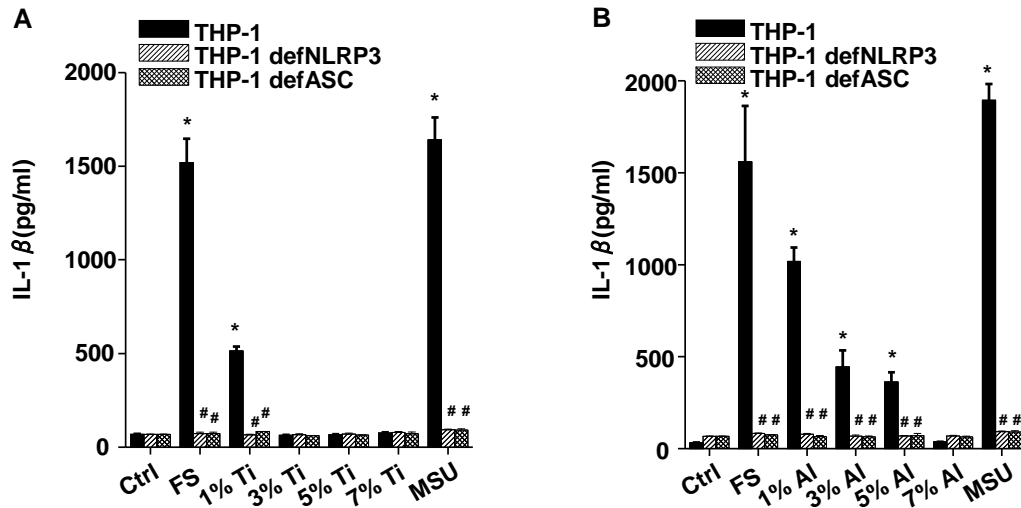 A
THP-1
THP-1 defNLRP3
THP-1 defASC
IL-1 β(pg/ml)
2000
1500
1000
500
0
*
*
*
# #
# #
# #
Ctrl
FS
1% Ti
3% Ti
5% Ti
7% Ti
MSU
B
THP-1
THP-1 defNLRP3
THP-1 defASC
IL-1 β(pg/ml)
2000
1500
1000
500
0
*
*
*
*
*
# #
# #
# #
# #
# #
Ctrl
FS
1% Al
3% Al
5% Al
7% Al
MSU